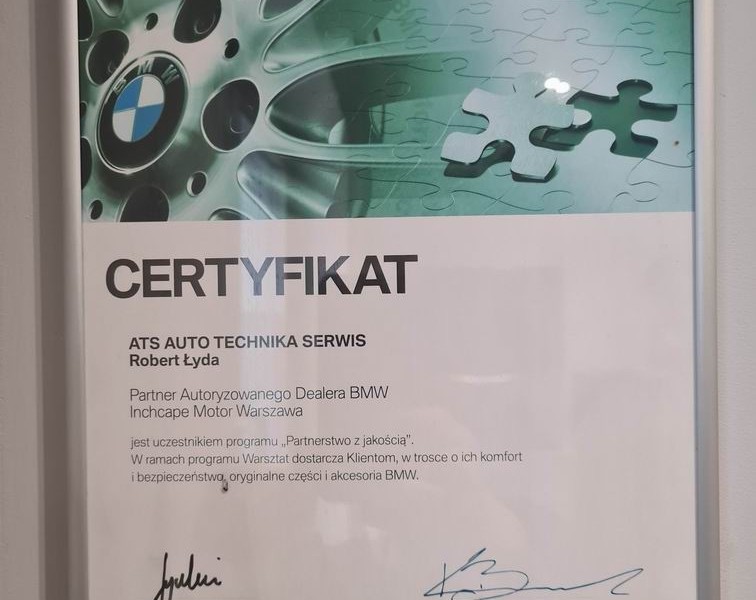 BMW
CERTYFIKAT
ATS AUTO TECHNIKA SERWIS
Robert Łyda
Partner Autoryzowanego Dealera BMW
Inchcape Motor Warszawa
jest uczestnikiem programu „Partnerstwo z jakością”.
W ramach programu Warsztat dostarcza Klientom, w trosce o ich komfort
i bezpieczeństwo, oryginalne części i akcesoria BMW.